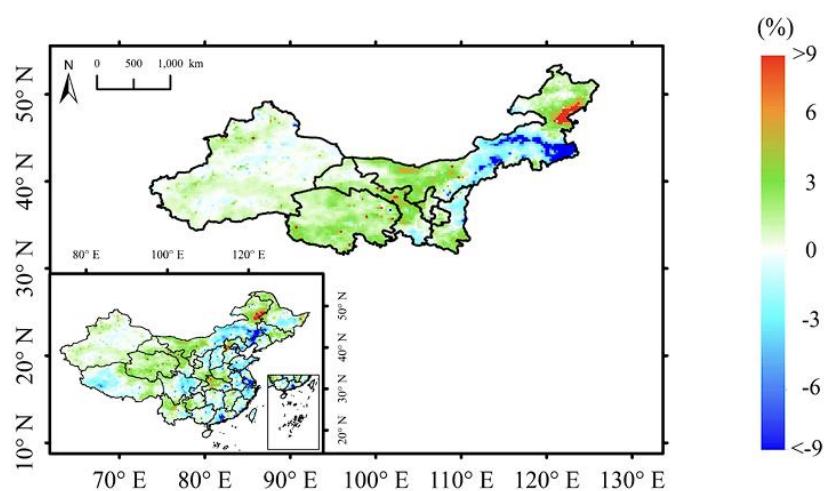 (%)
>9
6
3
0
-3
-6
<-9
N
0 500 1,000 km
50° N
40° N
30° N
20° N
10° N
80° E 100° E 120° E
50° N
40° N
30° N
20° N
70° E 80° E 90° E 100° E 110° E 120° E 130° E